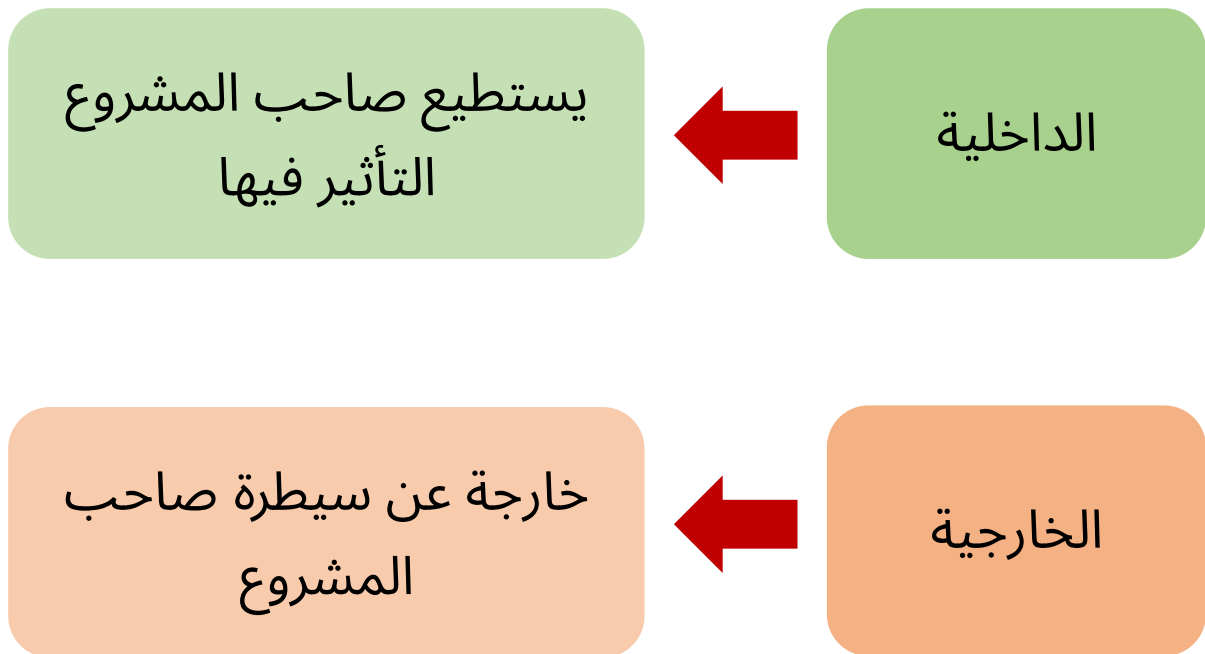 الداخلية
يستطيع صاحب المشروع
التأثير فيها
الخارجية
خارجة عن سيطرة صاحب
المشروع